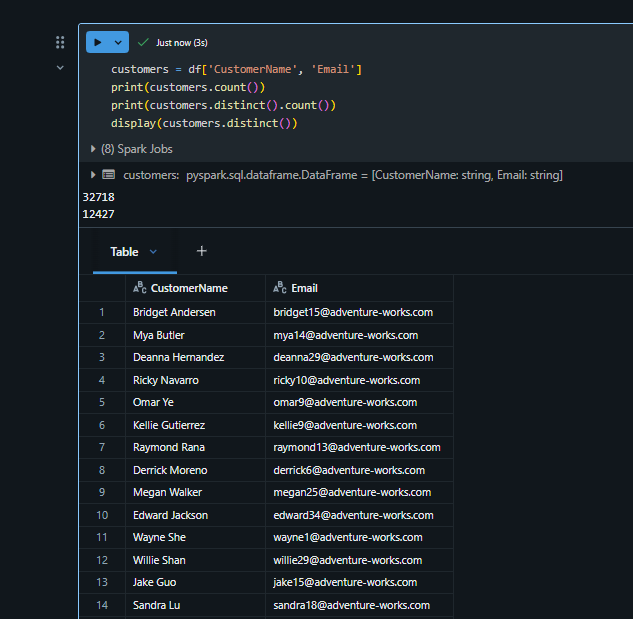 Just now (3s)
customers = df['CustomerName', 'Email']
print(customers.count())
print(customers.distinct().count())
display(customers.distinct())
(8) Spark Jobs
customers: pyspark.sql.dataframe.DataFrame = [CustomerName: string, Email: string]
32718
12427
Table +
ABC CustomerName ABC Email
1 Bridget Andersen bridget15@adventure-works.com
2 Mya Butler mya14@adventure-works.com
3 Deanna Hernandez deanna29@adventure-works.com
4 Ricky Navarro ricky10@adventure-works.com
5 Omar Ye omar9@adventure-works.com
6 Kellie Gutierrez kellie9@adventure-works.com
7 Raymond Rana raymond13@adventure-works.com
8 Derrick Moreno derrick6@adventure-works.com
9 Megan Walker megan25@adventure-works.com
10 Edward Jackson edward34@adventure-works.com
11 Wayne She wayne1@adventure-works.com
12 Willie Shan willie29@adventure-works.com
13 Jake Guo jake15@adventure-works.com
14 Sandra Lu sandra18@adventure-works.com